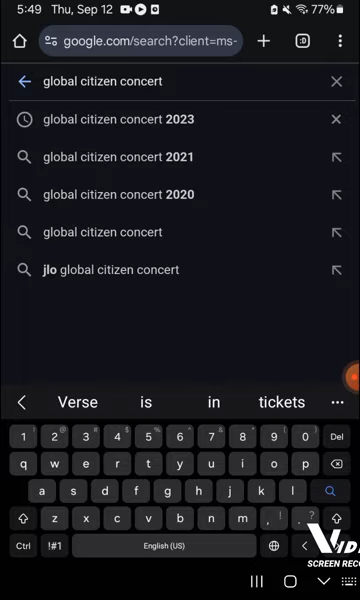 5:49 Thu, Sep 12 77%
google.com/search?client=ms- :D
global citizen concert
global citizen concert 2023
global citizen concert 2021
global citizen concert 2020
global citizen concert
jlo global citizen concert
Verse is in tickets
1 2 3 4 5 6 7 8 9 0 Del
q w e r t y u i o p
a s d f g h j k l
z x c v b n m , ! . ?
Ctrl !#1 English (US)
VID
SCREEN REC